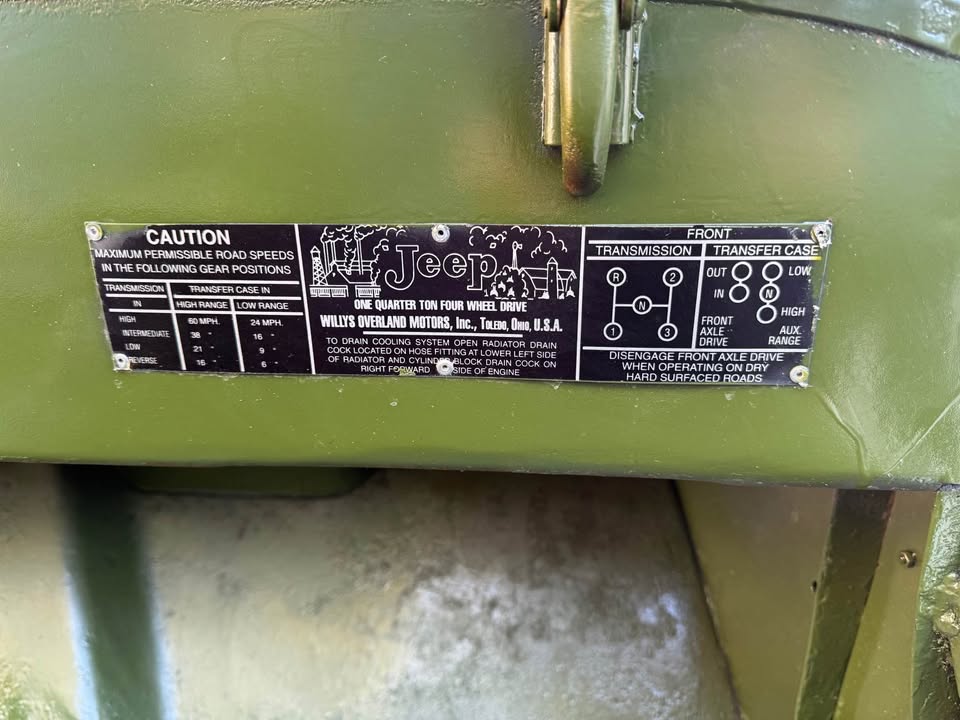 CAUTION
MAXIMUM PERMISSIBLE ROAD SPEEDS
IN THE FOLLOWING GEAR POSITIONS
TRANSMISSION TRANSFER CASE IN
IN HIGH RANGE LOW RANGE
HIGH 60 MPH. 24 MPH.
INTERMEDIATE 38 " 16 "
LOW 21 " 9 "
REVERSE 16 " 6 "
Jeep
ONE QUARTER TON FOUR WHEEL DRIVE
WILLYS OVERLAND MOTORS, Inc., TOLEDO, OHIO, U.S.A.
TO DRAIN COOLING SYSTEM OPEN RADIATOR DRAIN
COCK LOCATED ON HOSE FITTING AT LOWER LEFT SIDE
OF RADIATOR AND CYLINDER BLOCK DRAIN COCK ON
RIGHT FORWARD SIDE OF ENGINE
FRONT
TRANSMISSION TRANSFER CASE
R 2
N
1 3
OUT LOW
IN N
HIGH
FRONT AUX.
AXLE RANGE
DRIVE
DISENGAGE FRONT AXLE DRIVE
WHEN OPERATING ON DRY
HARD SURFACED ROADS